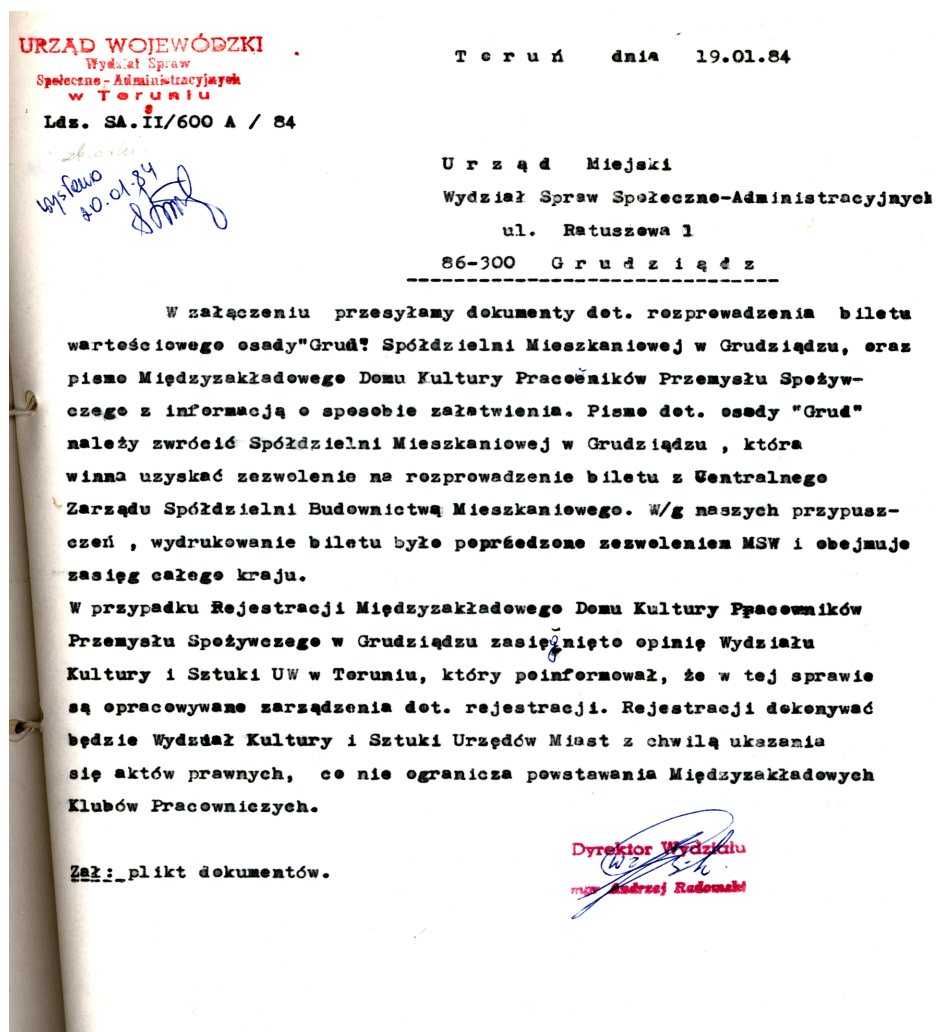 URZĄD WOJEWÓDZKI
Wydział Spraw
Społeczno-Administracyjnych
w Toruniu
T o r u ń dnia 19.01.84
Ldz. SA.II/600 A / 84
wysłano
20.01.84
U r z ą d Miejski
Wydział Spraw Społeczno-Administracyjnych
ul. Ratuszowa 1
86-300 G r u d z i ą d z
W załączeniu przesyłamy dokumenty dot. rozprowadzenia biletu
wartościowego osady"Grud" Spółdzielni Mieszkaniowej w Grudziądzu, oraz
pismo Międzyzakładowego Domu Kultury Pracowników Przemysłu Spożyw-
czego z informacją o sposobie załatwienia. Pismo dot. osady "Grud"
należy zwrócić Spółdzielni Mieszkaniowej w Grudziądzu , która
winna uzyskać zezwolenie na rozprowadzenie biletu z Centralnego
Zarządu Spółdzielni Budownictwą Mieszkaniowego. W/g naszych przypusz-
czeń , wydrukowanie biletu było poprzedzone zezwoleniem MSW i obejmuje
zasięg całego kraju.
W przypadku Rejestracji Międzyzakładowego Domu Kultury Pracowników
Przemysłu Spożywczego w Grudziądzu zasięgnięto opinię Wydziału
Kultury i Sztuki UW w Toruniu, który poinformował, że w tej sprawie
są opracowywane zarządzenia dot. rejestracji. Rejestracji dokonywać
będzie Wydział Kultury i Sztuki Urzędów Miast z chwilą ukazania
się aktów prawnych, co nie ogranicza powstawania Międzyzakładowych
Klubów Pracowniczych.
Zał:_plikt dokumentów.
Dyrektor Wydziału
mgr Andrzej Radomski